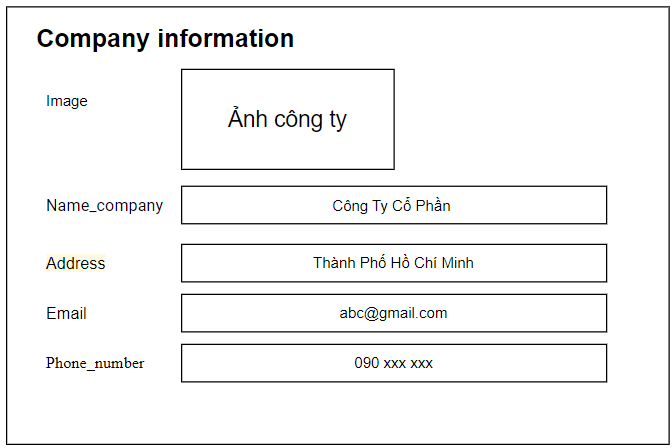 Company information
Image
Ảnh công ty
Name_company
Công Ty Cổ Phần
Address
Thành Phố Hồ Chí Minh
Email
abc@gmail.com
Phone_number
090 xxx xxx